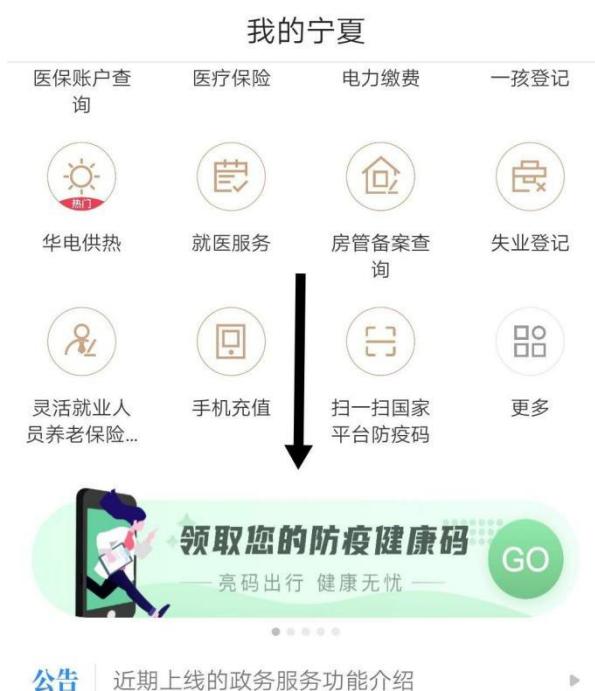 我的宁夏
医保账户查
询
医疗保险
电力缴费
一孩登记
热门
华电供热
就医服务
房管备案查
询
失业登记
灵活就业人
员养老保险...
手机充值
扫一扫国家
平台防疫码
更多
领取您的防疫健康码
亮码出行 健康无忧
GO
公告
近期上线的政务服务功能介绍